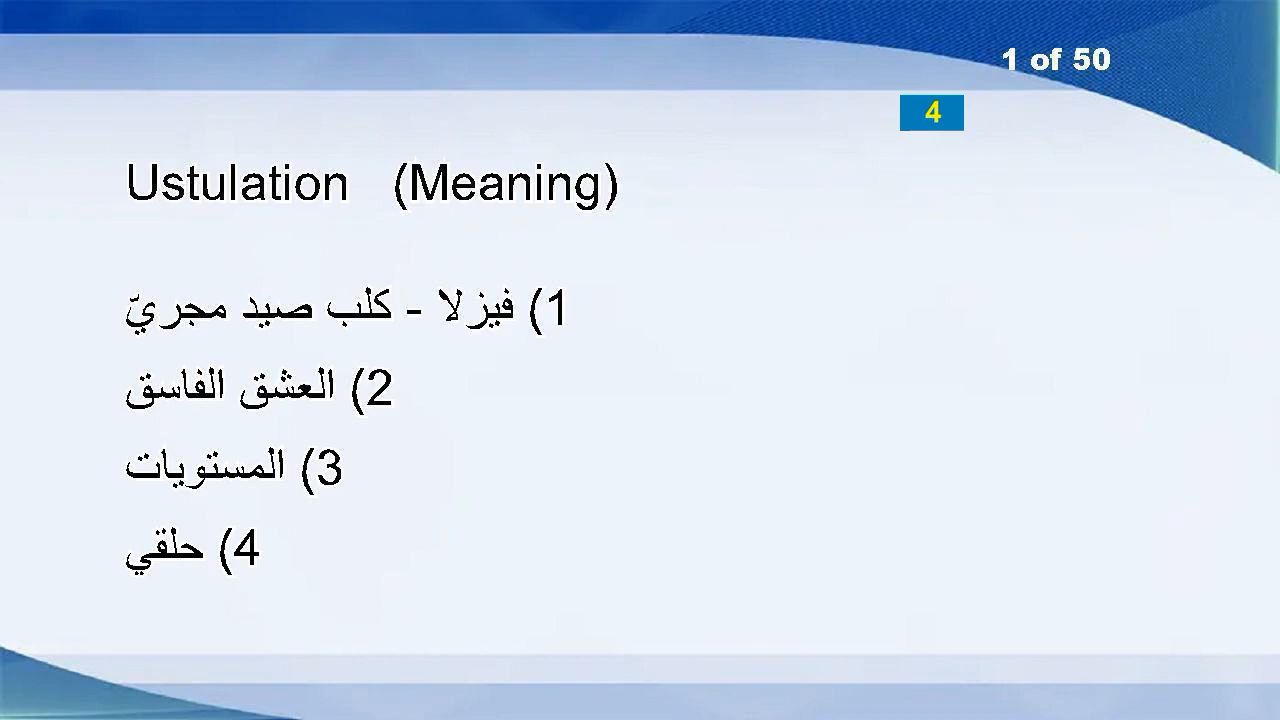 1 of 50
4
Ustulation (Meaning)
1) فيزلا - كلب صيد مجريّ
2) العشق الفاسق
3) المستويات
4) حلقي